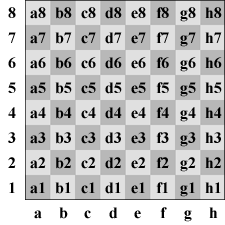 8 a8 b8 c8 d8 e8 f8 g8 h8
7 a7 b7 c7 d7 e7 f7 g7 h7
6 a6 b6 c6 d6 e6 f6 g6 h6
5 a5 b5 c5 d5 e5 f5 g5 h5
4 a4 b4 c4 d4 e4 f4 g4 h4
3 a3 b3 c3 d3 e3 f3 g3 h3
2 a2 b2 c2 d2 e2 f2 g2 h2
1 a1 b1 c1 d1 e1 f1 g1 h1
a b c d e f g h